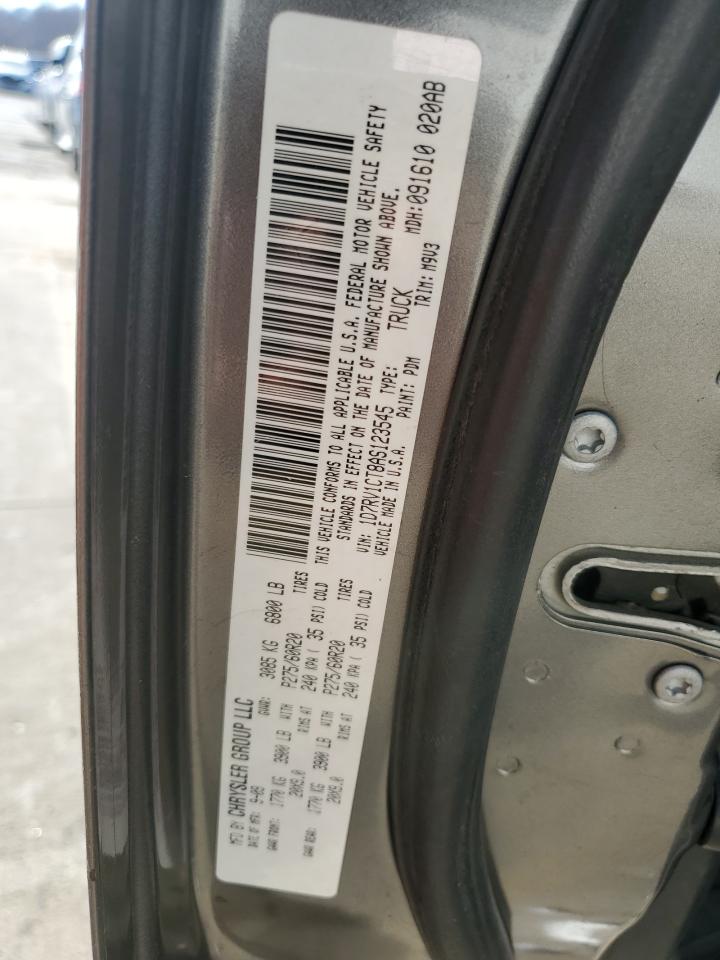 MFD BY CHRYSLER GROUP LLC
DATE OF MFR: 9-09 GVWR: 3085 KG 6800 LB
GAWR FRONT: 1770 KG 3900 LB WITH P275/60R20 TIRES
20X9.0 RIMS AT 240 KPA ( 35 PSI) COLD
GAWR REAR: 1770 KG 3900 LB WITH P275/60R20 TIRES
20X9.0 RIMS AT 240 KPA ( 35 PSI) COLD
THIS VEHICLE CONFORMS TO ALL APPLICABLE U.S.A. FEDERAL MOTOR VEHICLE SAFETY
STANDARDS IN EFFECT ON THE DATE OF MANUFACTURE SHOWN ABOVE.
VIN: 1D7RV1CT8AS123545 TYPE: TRUCK MDH:091610 020AB
VEHICLE MADE IN U.S.A. PAINT: PDM TRIM: M9V3